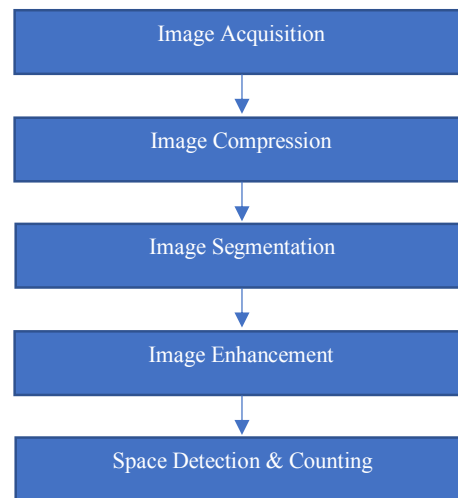 Image Acquisition
Image Compression
Image Segmentation
Image Enhancement
Space Detection & Counting